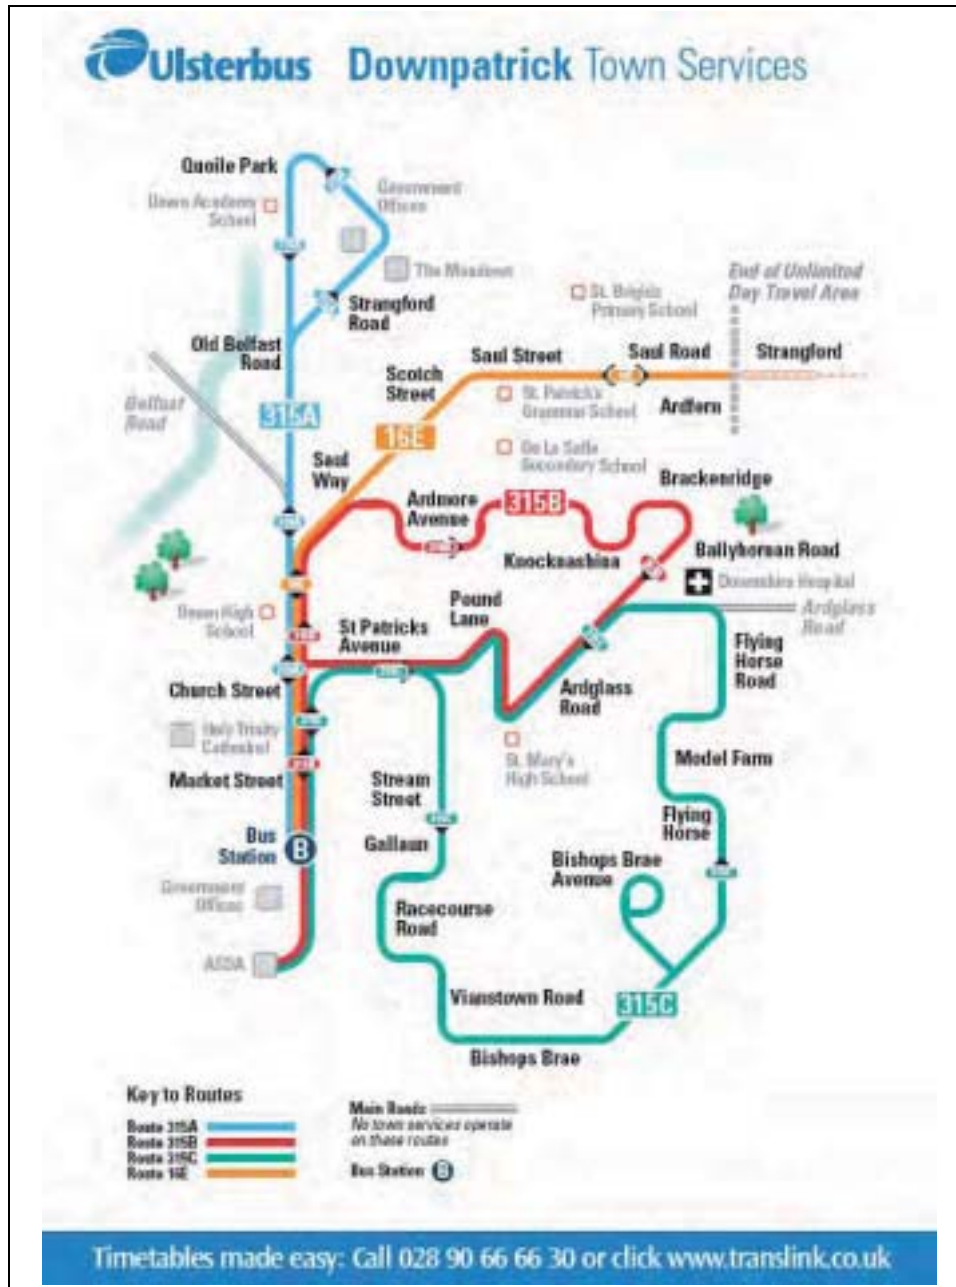 Ulsterbus Downpatrick Town Services
Quoile Park
Down Academy
School
Government
Offices
The Meadows
Strangford
Road
Old Belfast
Road
Belfast
Road
315A
Saul
Way
Scotch
Street
16E
Saul Street
Saul Road
St. Brigids
Primary School
End of Unlimited
Day Travel Area
Strangford
Ardfern
St. Patrick's
Grammar School
De La Salle
Secondary School
Brackenridge
Ardmore
Avenue
315B
Knocknashina
Ballyhornan Road
Downshire Hospital
Ardglass
Road
Down High
School
St Patricks
Avenue
Pound
Lane
Flying
Horse
Road
Church Street
Ardglass
Road
Holy Trinity
Cathedral
St. Mary's
High School
Model Farm
Market Street
Stream
Street
Flying
Horse
Bus
Station B
Gallaun
Bishops Brae
Avenue
Government
Offices
Racecourse
Road
ASDA
Vianstown Road
315C
Bishops Brae
Key to Routes
Route 315A
Route 315B
Route 315C
Route 16E
Main Roads
No town services operate
on these routes
Bus Station B
Timetables made easy: Call 028 90 66 66 30 or click www.translink.co.uk